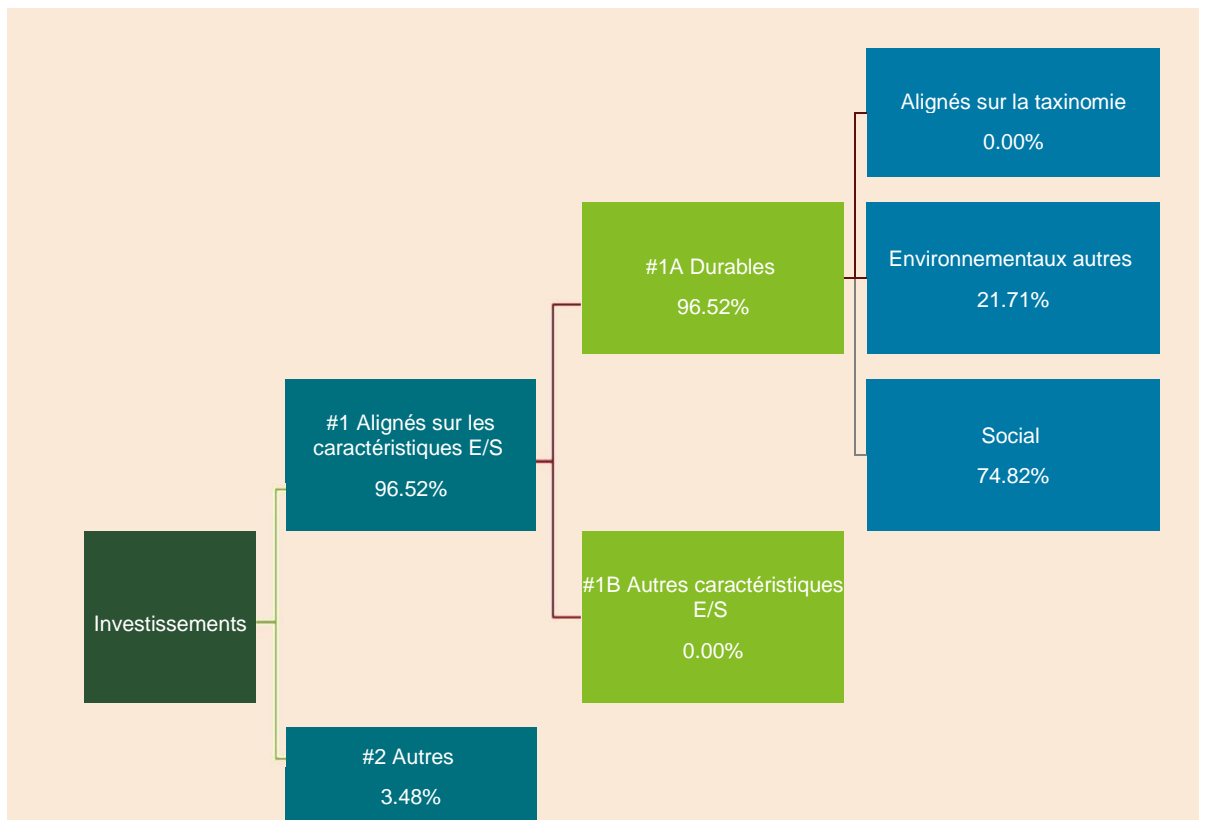 Investissements
#1 Alignés sur les
caractéristiques E/S
96.52%
#2 Autres
3.48%
#1A Durables
96.52%
#1B Autres caractéristiques
E/S
0.00%
Alignés sur la taxinomie
0.00%
Environnementaux autres
21.71%
Social
74.82%